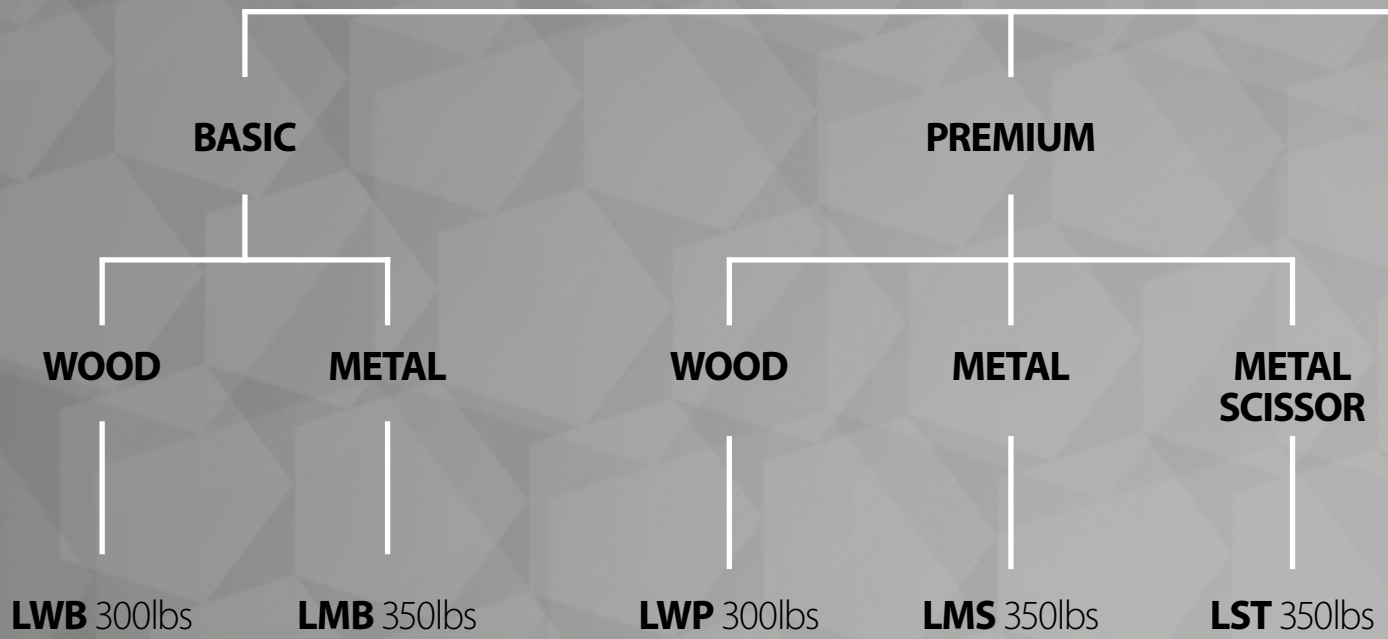 BASIC
PREMIUM
WOOD
METAL
WOOD
METAL
METAL
SCISSOR
LWB 300lbs
LMB 350lbs
LWP 300lbs
LMS 350lbs
LST 350lbs